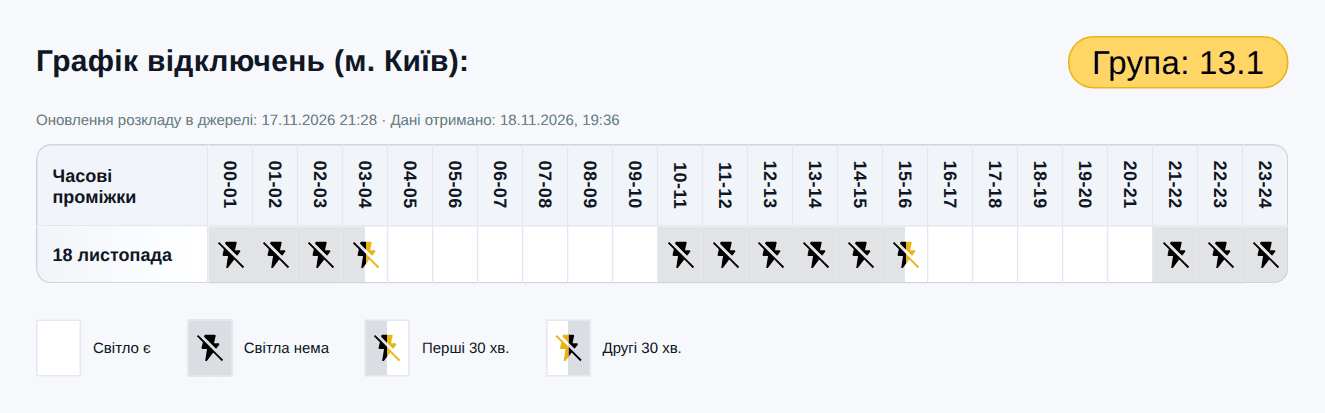 Графік відключень (м. Київ):
Група: 13.1
Оновлення розкладу в джерелі: 17.11.2026 21:28 · Дані отримано: 18.11.2026, 19:36
Часові
проміжки
00-01
01-02
02-03
03-04
04-05
05-06
06-07
07-08
08-09
09-10
10-11
11-12
12-13
13-14
14-15
15-16
16-17
17-18
18-19
19-20
20-21
21-22
22-23
23-24
18 листопада
Світло є
Світла нема
Перші 30 хв.
Другі 30 хв.